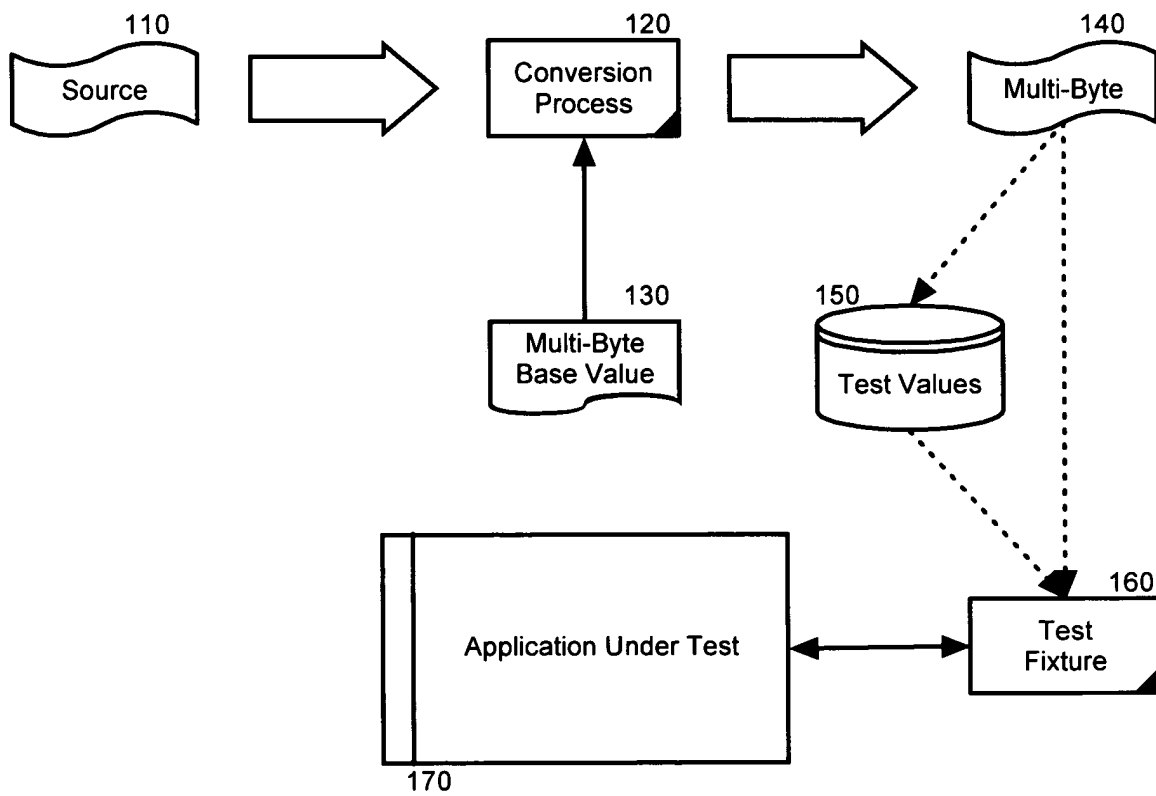 110
Source
120
Conversion
Process
140
Multi-Byte
130
Multi-Byte
Base Value
150
Test Values
Application Under Test
170
160
Test
Fixture